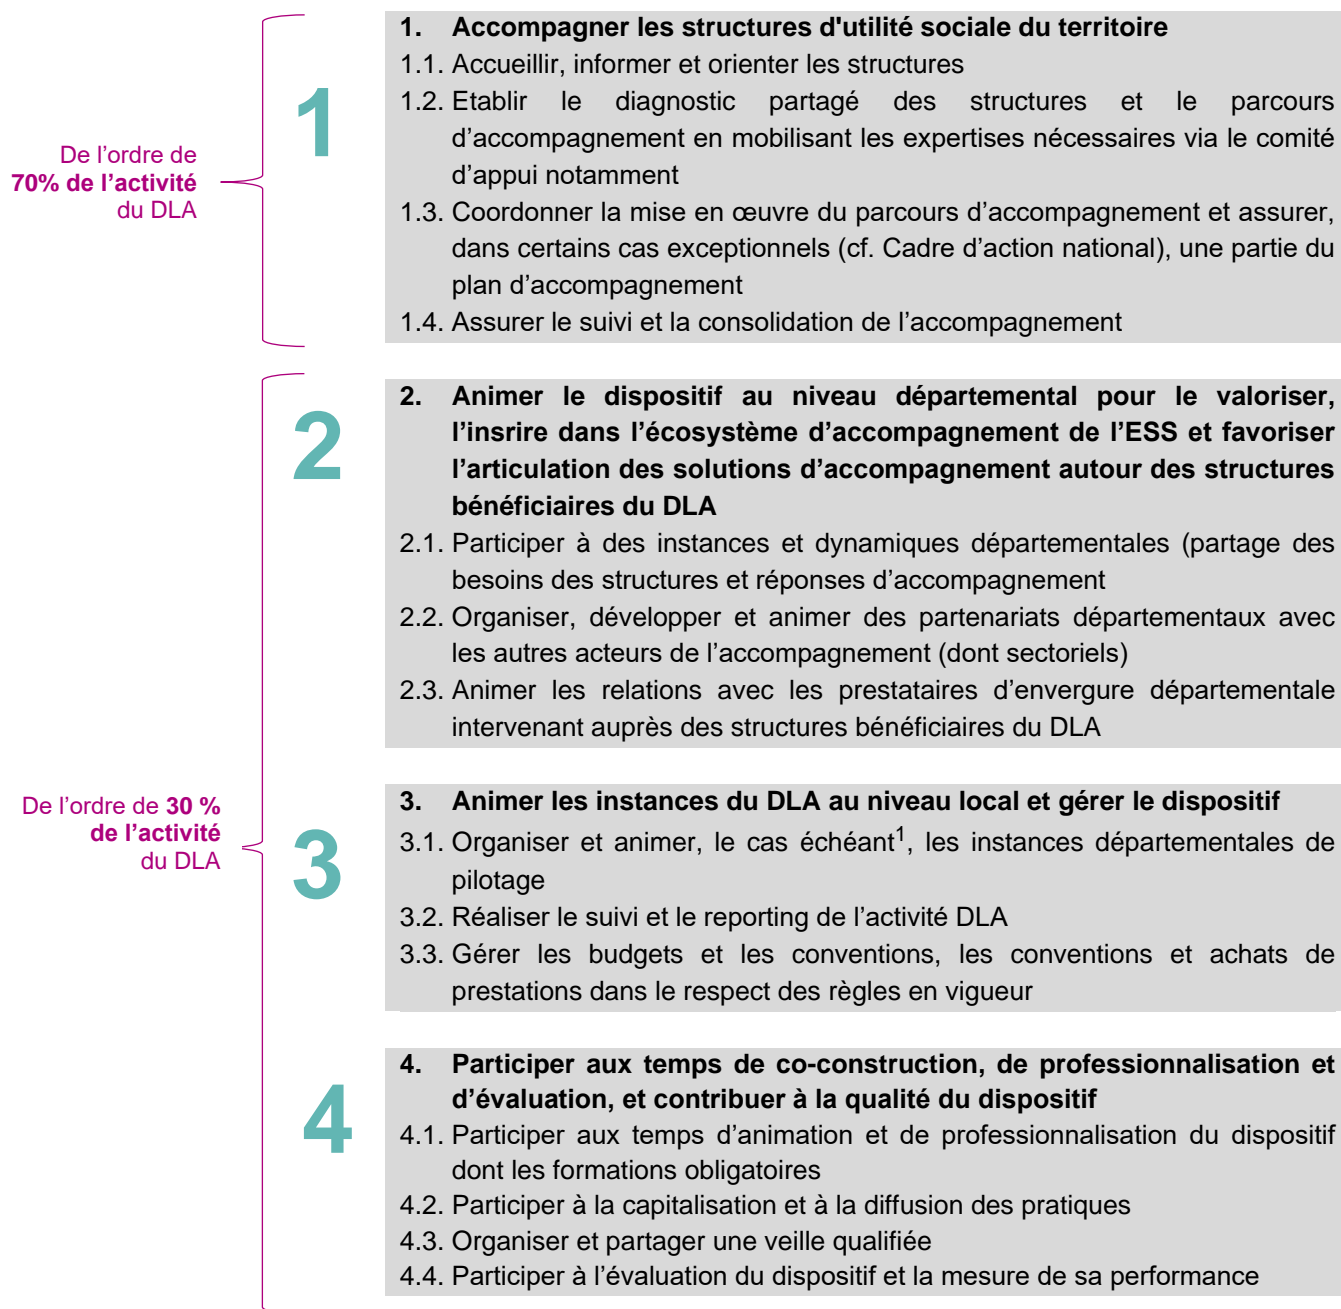 De l’ordre de
70% de l’activité
du DLA
1
1. Accompagner les structures d'utilité sociale du territoire
1.1. Accueillir, informer et orienter les structures
1.2. Etablir le diagnostic partagé des structures et le parcours
d’accompagnement en mobilisant les expertises nécessaires via le comité
d’appui notamment
1.3. Coordonner la mise en œuvre du parcours d’accompagnement et assurer,
dans certains cas exceptionnels (cf. Cadre d’action national), une partie du
plan d’accompagnement
1.4. Assurer le suivi et la consolidation de l’accompagnement
De l’ordre de 30 %
de l’activité
du DLA
2
2. Animer le dispositif au niveau départemental pour le valoriser,
l’insrire dans l’écosystème d’accompagnement de l’ESS et favoriser
l’articulation des solutions d’accompagnement autour des structures
bénéficiaires du DLA
2.1. Participer à des instances et dynamiques départementales (partage des
besoins des structures et réponses d’accompagnement
2.2. Organiser, développer et animer des partenariats départementaux avec
les autres acteurs de l’accompagnement (dont sectoriels)
2.3. Animer les relations avec les prestataires d’envergure départementale
intervenant auprès des structures bénéficiaires du DLA
3
3. Animer les instances du DLA au niveau local et gérer le dispositif
3.1. Organiser et animer, le cas échéant1, les instances départementales de
pilotage
3.2. Réaliser le suivi et le reporting de l’activité DLA
3.3. Gérer les budgets et les conventions, les conventions et achats de
prestations dans le respect des règles en vigueur
4
4. Participer aux temps de co-construction, de professionnalisation et
d’évaluation, et contribuer à la qualité du dispositif
4.1. Participer aux temps d’animation et de professionnalisation du dispositif
dont les formations obligatoires
4.2. Participer à la capitalisation et à la diffusion des pratiques
4.3. Organiser et partager une veille qualifiée
4.4. Participer à l’évaluation du dispositif et la mesure de sa performance